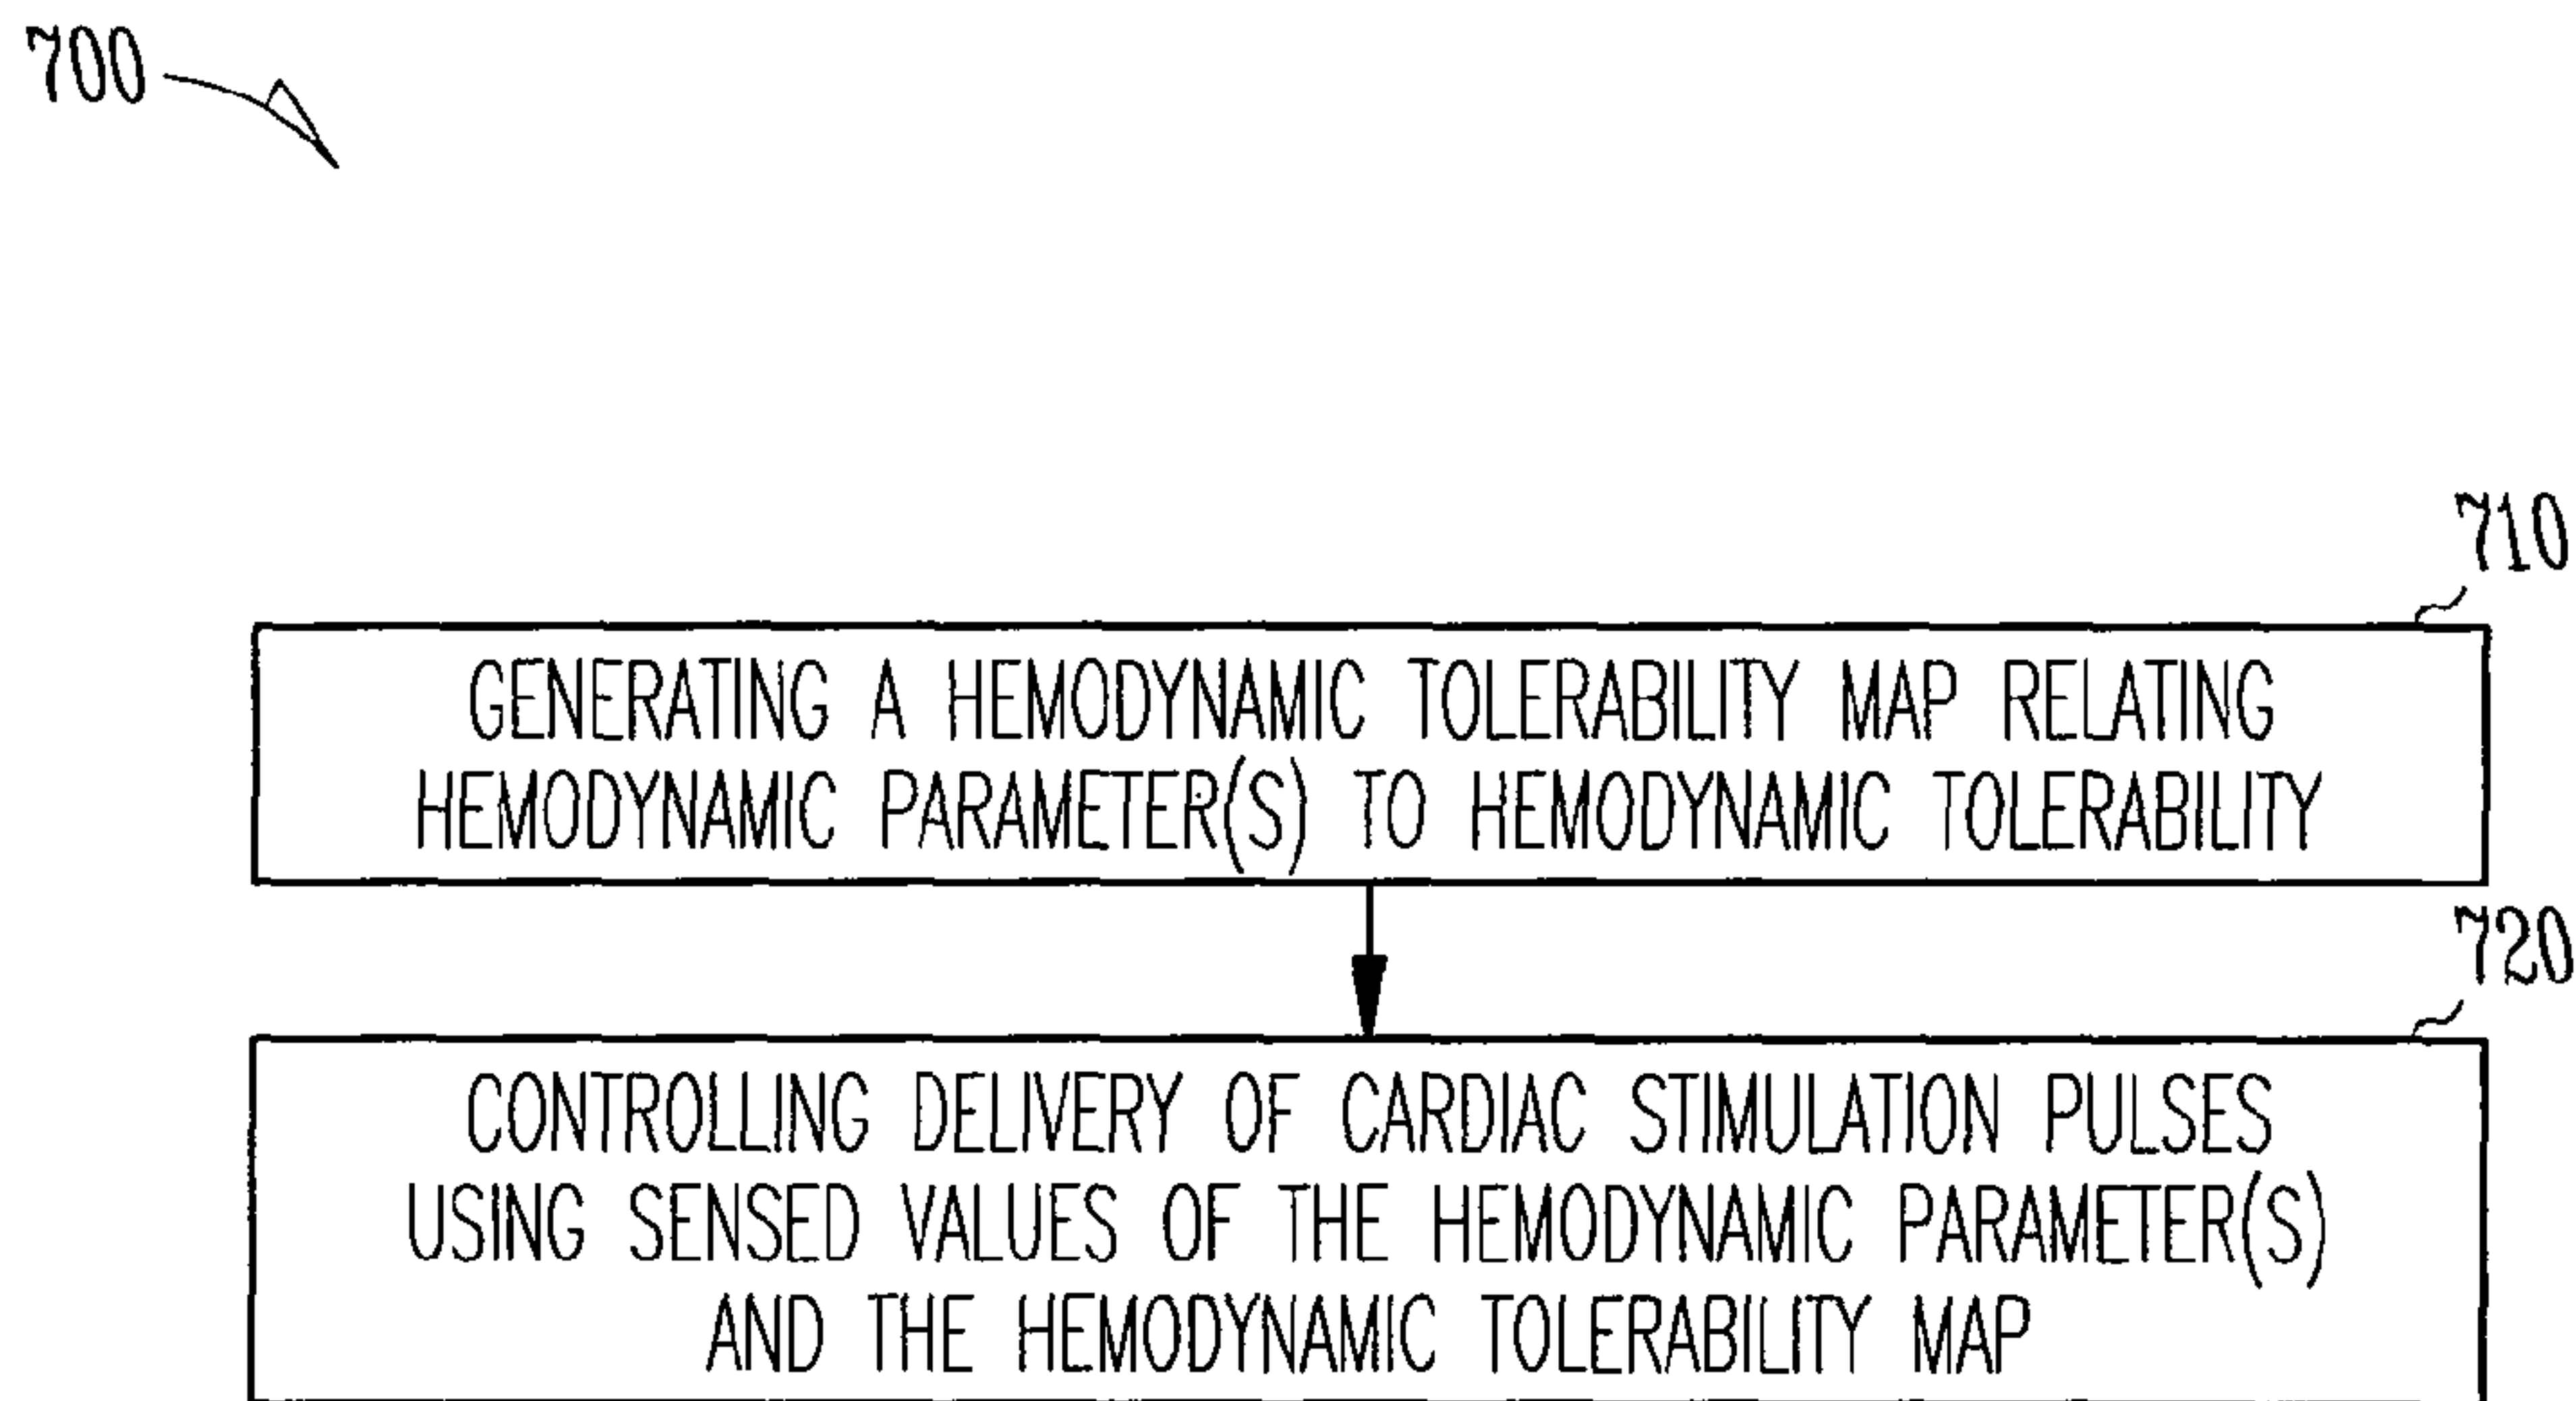 700
710
GENERATING A HEMODYNAMIC TOLERABILITY MAP RELATING
HEMODYNAMIC PARAMETER(S) TO HEMODYNAMIC TOLERABILITY
720
CONTROLLING DELIVERY OF CARDIAC STIMULATION PULSES
USING SENSED VALUES OF THE HEMODYNAMIC PARAMETER(S)
AND THE HEMODYNAMIC TOLERABILITY MAP